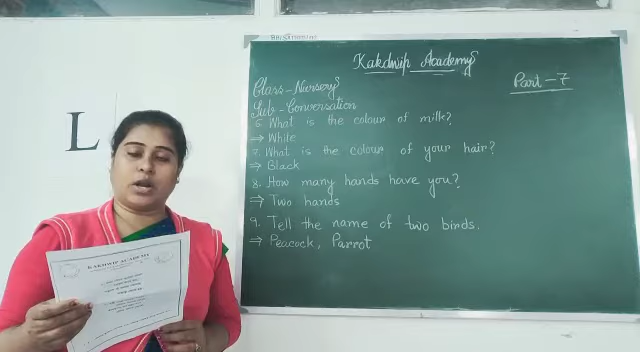 Kakdwip Academy
Part-7
Class-Nursery
Sub-Conversation
6. What is the colour of milk?
⇒ White
7. What is the colour of your hair?
⇒ Black
8. How many hands have you?
⇒ Two hands
9. Tell the name of two birds.
⇒ Peacock, Parrot
L
KAKDWIP ACADEMY